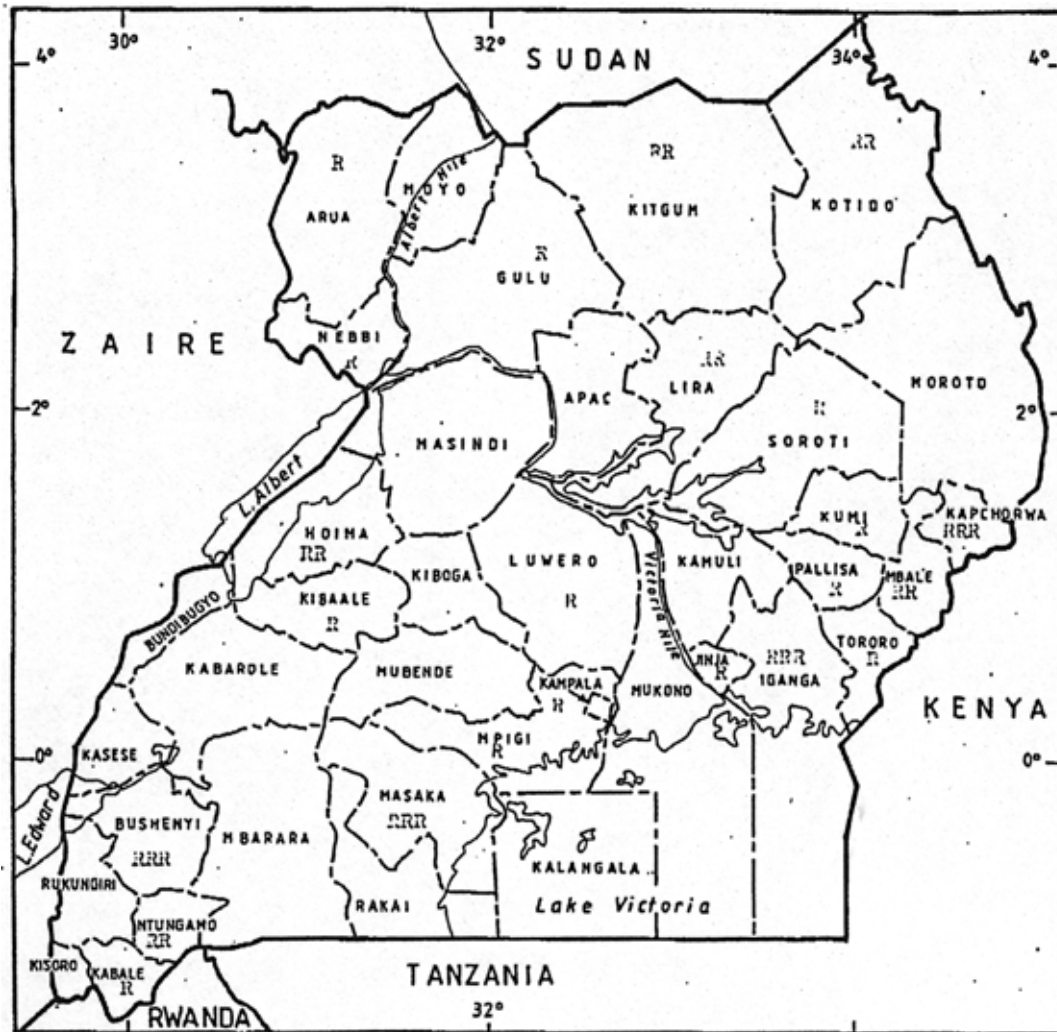 30° 32° 34°
SUDAN
4° 4°
R RR RR
Albert Nile
MOYO
ARUA KITGUM KOTIDO
R
GULU
ZAIRE
NEBBI
R
RR
LIRA
MOROTO
APAC
2° 2°
R
MASINDI SOROTI
L. Albert
KUMI
R
KAPCHORWA
RRR
HOIMA
RR
LUWERO
KAMULI
KIBOGA
PALLISA
R
MBALE
RR
KIBAALE
R
R
Victoria Nile
BUNDIBUGYO
TORORO
R
KABAROLE
MUBENDE
JINJA
R
RRR
IGANGA
KAMPALA
R
MUKONO
KENYA
MPIGI
R
KASESE
0° 0°
L. Edward
MASAKA
RRR
BUSHENYI
RRR
MBARARA
KALANGALA
RUKUNGIRI
RAKAI
Lake Victoria
NTUNGAMO
RR
KISORO
KABALE
R
TANZANIA
RWANDA
32°